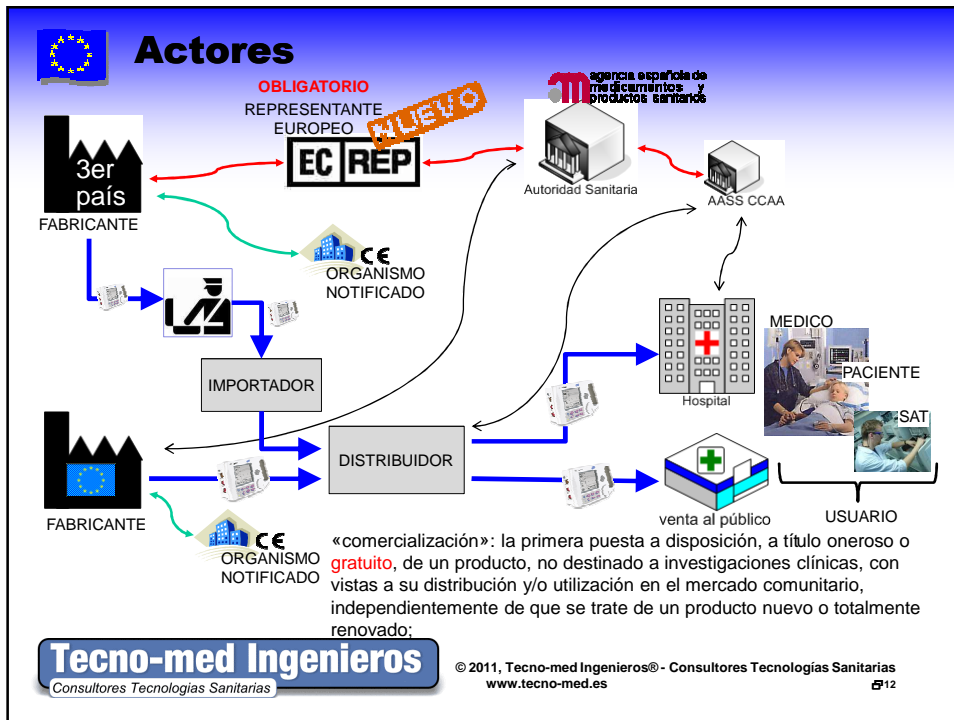 Actores
OBLIGATORIO
REPRESENTANTE
EUROPEO
NUEVO
EC REP
agencia española de
medicamentos y
productos sanitarios
Autoridad Sanitaria
AASS CCAA
3er
país
FABRICANTE
CE
ORGANISMO
NOTIFICADO
IMPORTADOR
DISTRIBUIDOR
Hospital
MEDICO
PACIENTE
SAT
FABRICANTE
CE
ORGANISMO
NOTIFICADO
venta al público
USUARIO
«comercialización»: la primera puesta a disposición, a título oneroso o
gratuito, de un producto, no destinado a investigaciones clínicas, con
vistas a su distribución y/o utilización en el mercado comunitario,
independientemente de que se trate de un producto nuevo o totalmente
renovado;
Tecno-med Ingenieros
Consultores Tecnologias Sanitarias
© 2011, Tecno-med Ingenieros® - Consultores Tecnologías Sanitarias
www.tecno-med.es
12